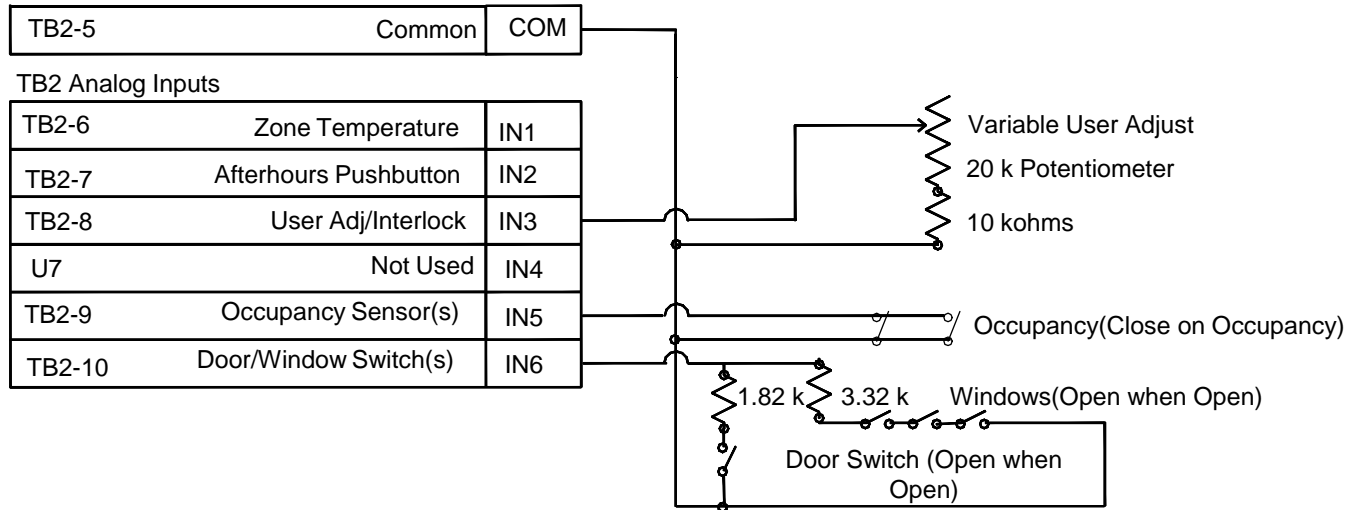 TB2-5 Common COM
TB2 Analog Inputs
TB2-6 Zone Temperature IN1
TB2-7 Afterhours Pushbutton IN2
TB2-8 User Adj/Interlock IN3
U7 Not Used IN4
TB2-9 Occupancy Sensor(s) IN5
TB2-10 Door/Window Switch(s) IN6
Variable User Adjust
20 k Potentiometer
10 kohms
Occupancy(Close on Occupancy)
1.82 k 3.32 k Windows(Open when Open)
Door Switch (Open when
Open)